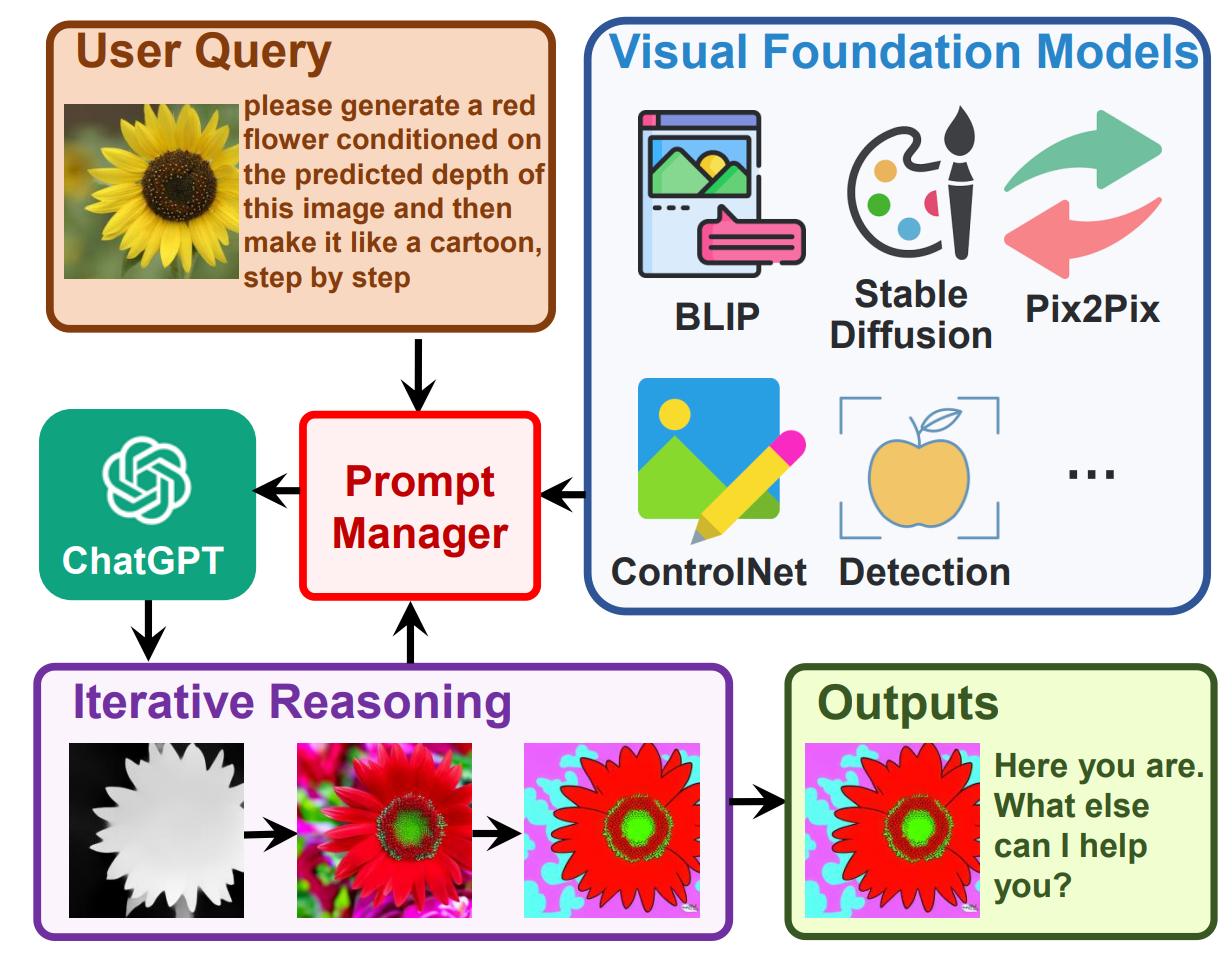 User Query
please generate a red
flower conditioned on
the predicted depth of
this image and then
make it like a cartoon,
step by step
Visual Foundation Models
BLIP
Stable
Diffusion
Pix2Pix
ControlNet
Detection
...
ChatGPT
Prompt
Manager
Iterative Reasoning
Outputs
Here you are.
What else
can I help
you?